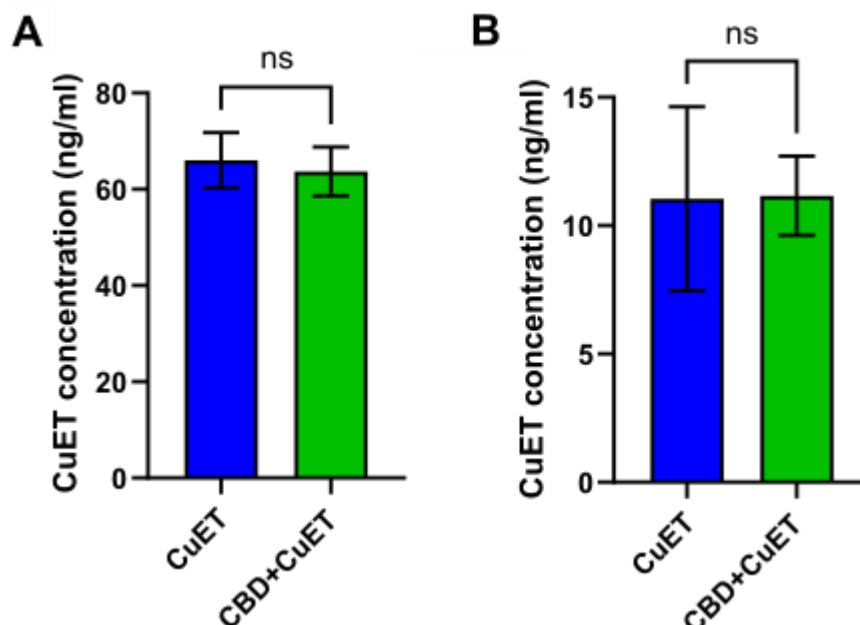 A
ns
CuET concentration (ng/ml)
80
60
40
20
0
CuET
CBD+CuET
B
ns
CuET concentration (ng/ml)
15
10
5
0
CuET
CBD+CuET